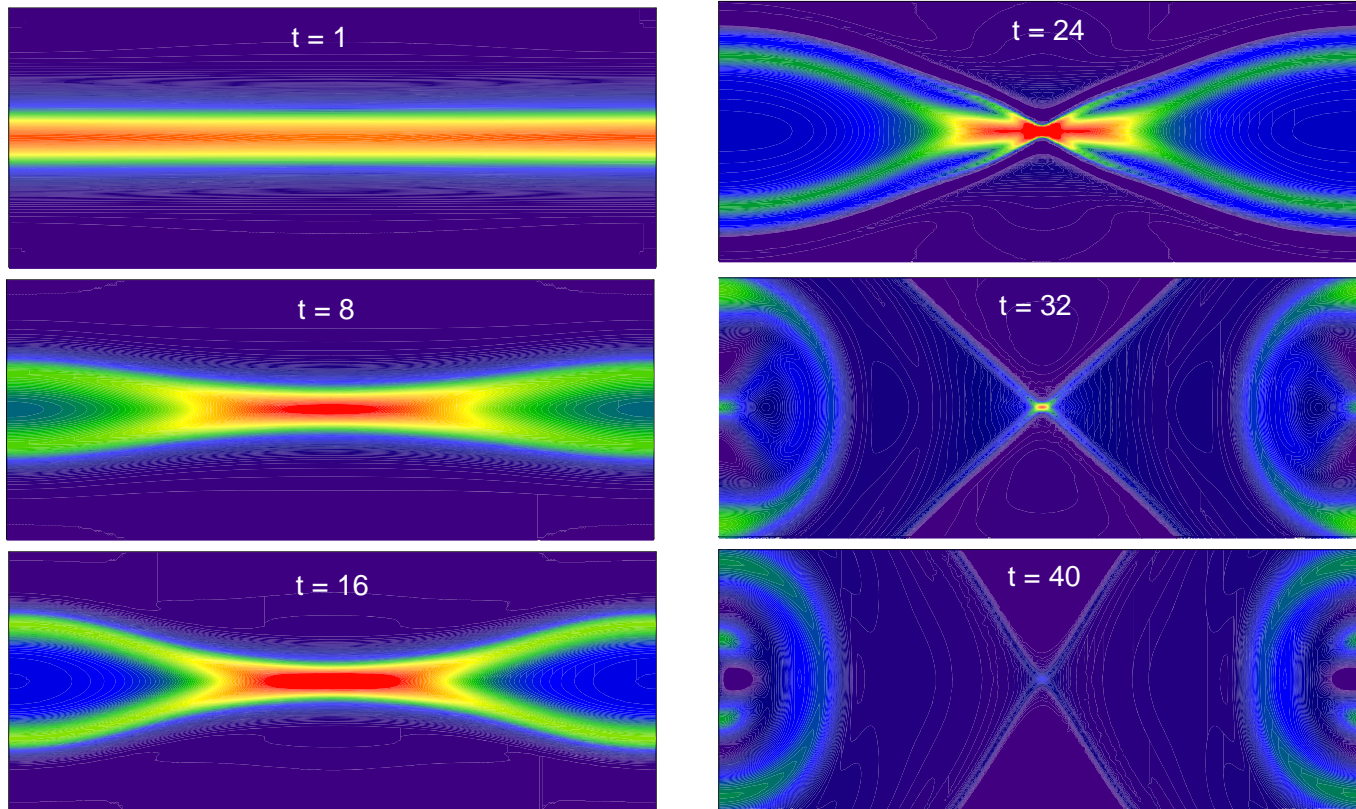 t = 1
t = 8
t = 16
t = 24
t = 32
t = 40